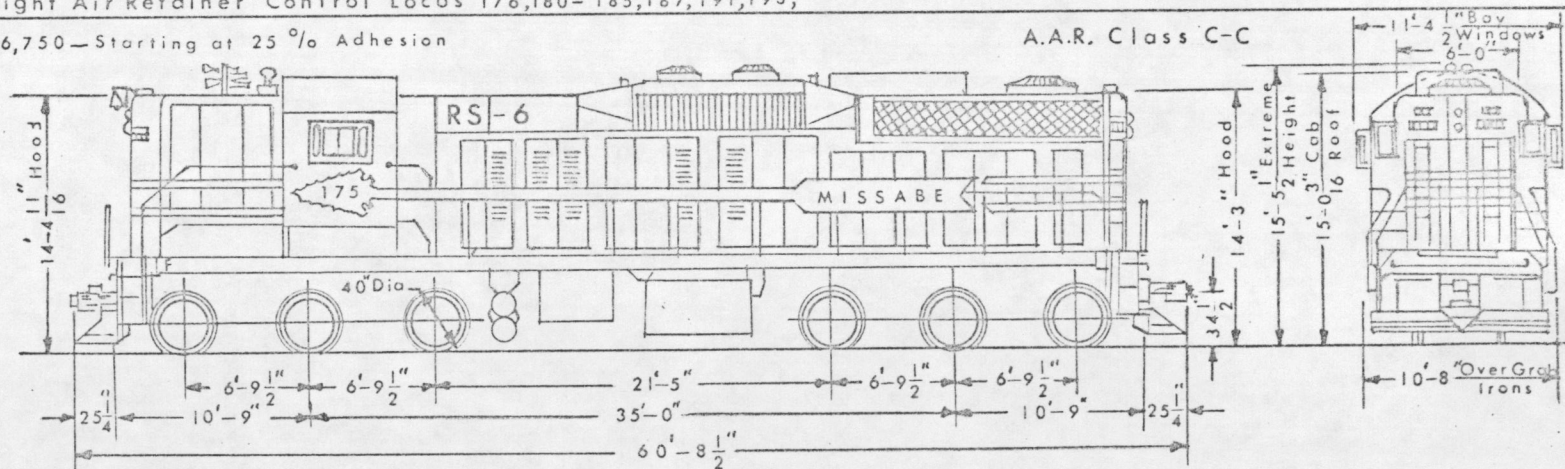 ight Air Retainer Control Locos 176,180-185,187,191,193,
6,750—Starting at 25 % Adhesion
A.A.R. Class C-C
11'-4 1/2" Bay Windows
6'-0"
RS-6
175
MISSABE
14'-4 11/16" Hood
14'-3" Hood
15'-5 1/2" Extreme Height
15'-0 3/16" Cab Roof
40" Dia.
34 1/2"
6'-9 1/2" 6'-9 1/2" 21'-5" 6'-9 1/2" 6'-9 1/2"
10'-8" Over Grab Irons
25 1/4" 10'-9" 35'-0" 10'-9" 25 1/4"
60'-8 1/2"